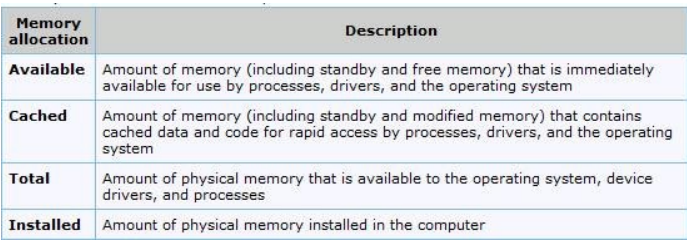 Memory allocation
Description
Available
Amount of memory (including standby and free memory) that is immediately
available for use by processes, drivers, and the operating system
Cached
Amount of memory (including standby and modified memory) that contains
cached data and code for rapid access by processes, drivers, and the operating
system
Total
Amount of physical memory that is available to the operating system, device
drivers, and processes
Installed
Amount of physical memory installed in the computer